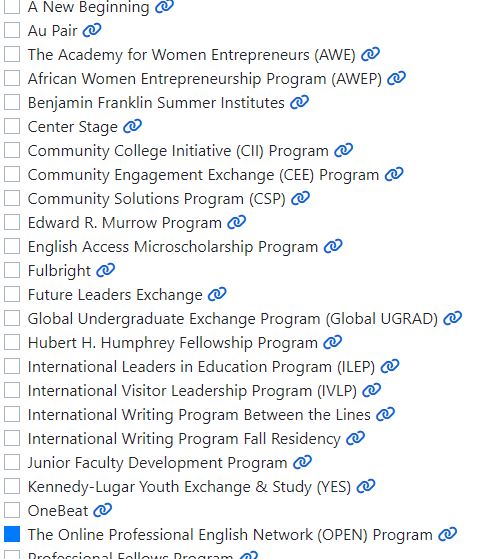 A New Beginning
Au Pair
The Academy for Women Entrepreneurs (AWE)
African Women Entrepreneurship Program (AWEP)
Benjamin Franklin Summer Institutes
Center Stage
Community College Initiative (CII) Program
Community Engagement Exchange (CEE) Program
Community Solutions Program (CSP)
Edward R. Murrow Program
English Access Microscholarship Program
Fulbright
Future Leaders Exchange
Global Undergraduate Exchange Program (Global UGRAD)
Hubert H. Humphrey Fellowship Program
International Leaders in Education Program (ILEP)
International Visitor Leadership Program (IVLP)
International Writing Program Between the Lines
International Writing Program Fall Residency
Junior Faculty Development Program
Kennedy-Lugar Youth Exchange & Study (YES)
OneBeat
The Online Professional English Network (OPEN) Program
Professional Fellows Program